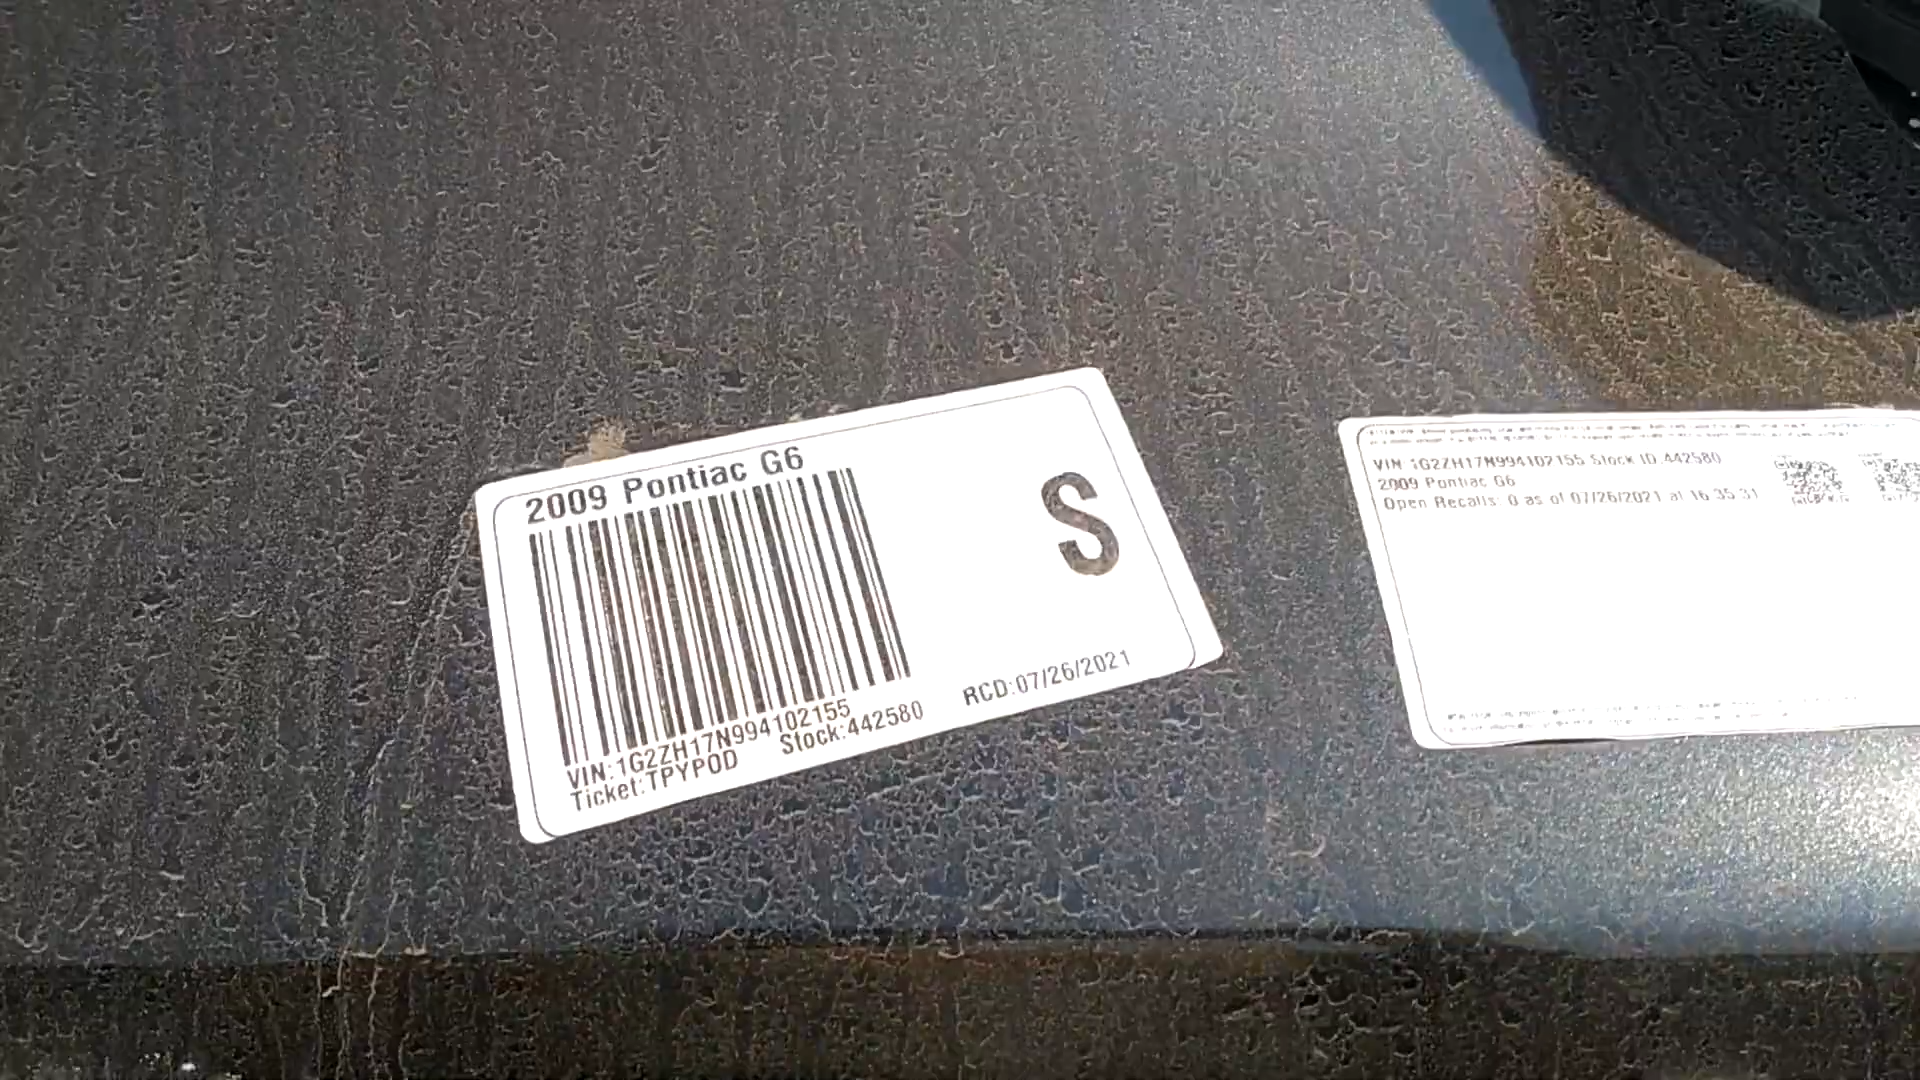 2009 Pontiac G6
S
VIN:1G2ZH17N994102155
Ticket:TPYPOD
Stock:442580
RCD:07/26/2021
VIN 1G2ZH17N994102155 Stock ID.442580
2009 Pontiac G6
Open Recalls: 0 as of 07/26/2021 at 16:35:31